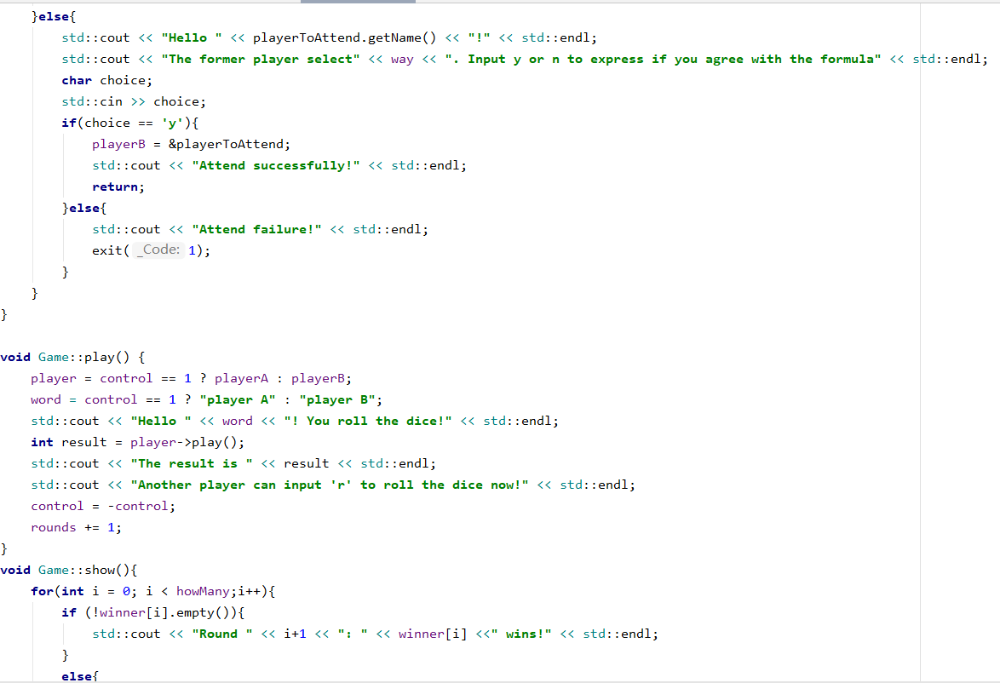 }else{
std::cout << "Hello " << playerToAttend.getName() << "!" << std::endl;
std::cout << "The former player select" << way << ". Input y or n to express if you agree with the formula" << std::endl;
char choice;
std::cin >> choice;
if(choice == 'y'){
playerB = &playerToAttend;
std::cout << "Attend successfully!" << std::endl;
return;
}else{
std::cout << "Attend failure!" << std::endl;
exit( _Code: 1);
}
}
}
void Game::play() {
player = control == 1 ? playerA : playerB;
word = control == 1 ? "player A" : "player B";
std::cout << "Hello " << word << "! You roll the dice!" << std::endl;
int result = player->play();
std::cout << "The result is " << result << std::endl;
std::cout << "Another player can input 'r' to roll the dice now!" << std::endl;
control = -control;
rounds += 1;
}
void Game::show(){
for(int i = 0; i < howMany;i++){
if (!winner[i].empty()){
std::cout << "Round " << i+1 << ": " << winner[i] <<" wins!" << std::endl;
}
else{